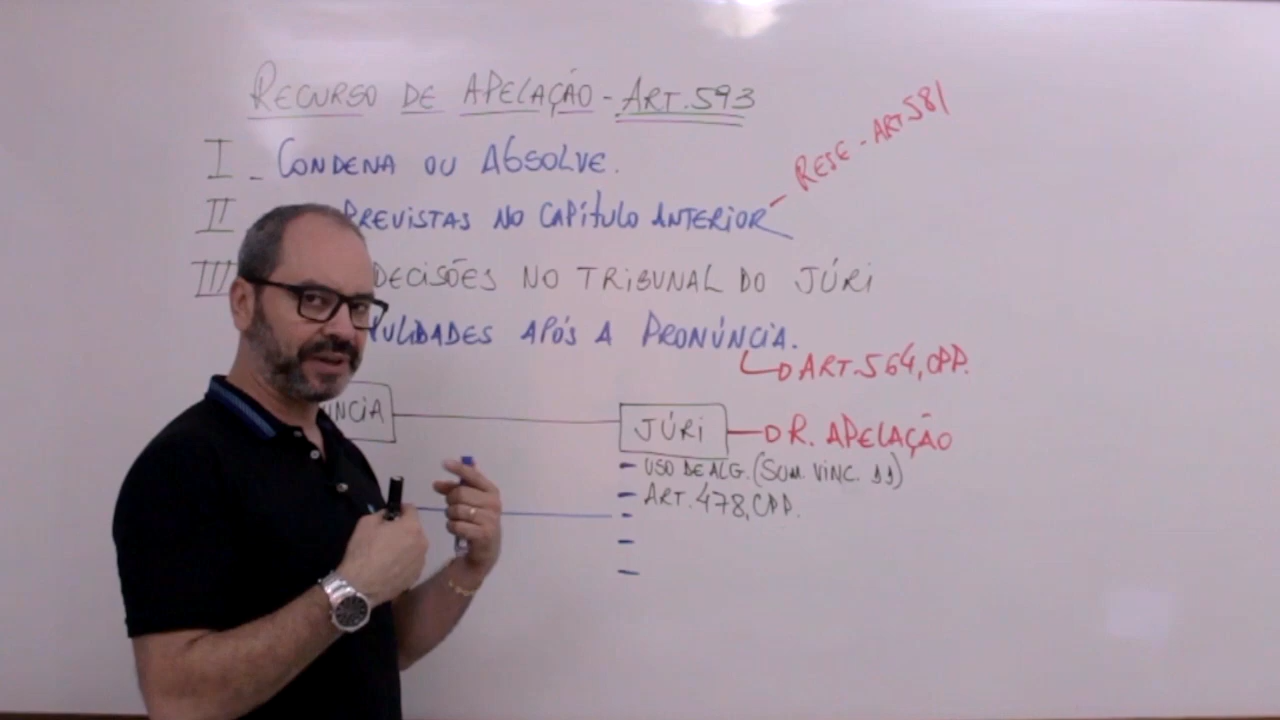 RECURSO DE APELAÇÃO - ART. 593
I - CONDENA OU ABSOLVE.
II PREVISTAS NO CAPÍTULO ANTERIOR
RESE - ART 581
III DECISÕES NO TRIBUNAL DO JÚRI
NULIDADES APÓS A PRONÚNCIA.
ART. 564, CPP.
NCIA
JÚRI
R. APELAÇÃO
- USO DE ALG. (SUM. VINC. 11)
- ART. 478, CPP.
-
-
-